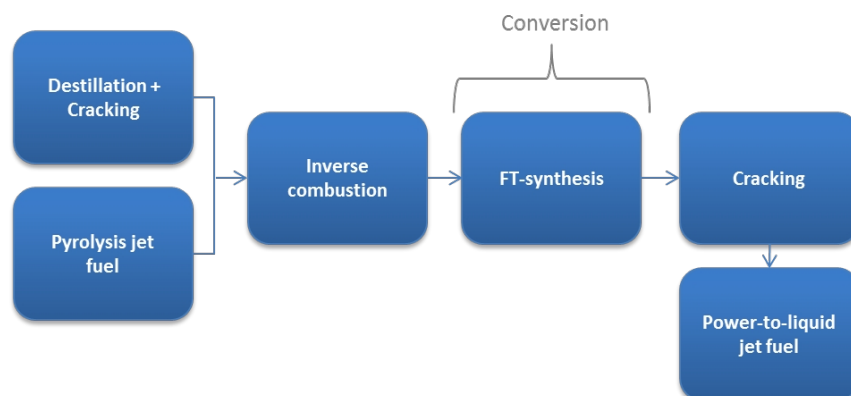 Conversion
Destillation +
Cracking
Pyrolysis jet
fuel
Inverse
combustion
FT-synthesis
Cracking
Power-to-liquid
jet fuel